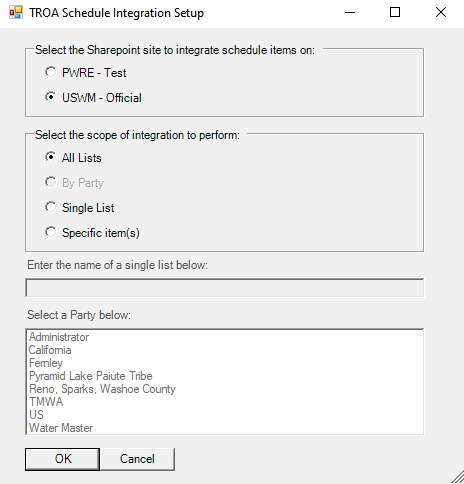 TROA Schedule Integration Setup
Select the Sharepoint site to integrate schedule items on:
PWRE - Test
USWM - Official
Select the scope of integration to perform:
All Lists
By Party
Single List
Specific item(s)
Enter the name of a single list below:
Select a Party below:
Administrator
California
Fernley
Pyramid Lake Paiute Tribe
Reno, Sparks, Washoe County
TMWA
US
Water Master
OK Cancel